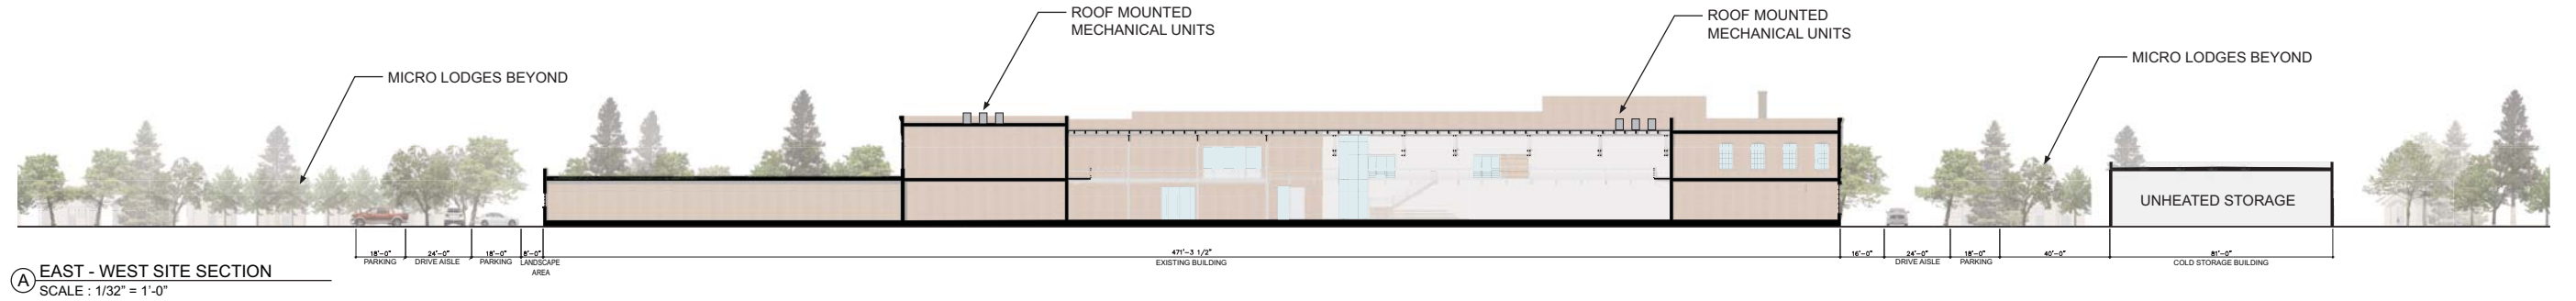 ROOF MOUNTED
MECHANICAL UNITS
ROOF MOUNTED
MECHANICAL UNITS
MICRO LODGES BEYOND
MICRO LODGES BEYOND
UNHEATED STORAGE
18'-0"
PARKING
24'-0"
DRIVE AISLE
18'-0"
PARKING
8'-0"
LANDSCAPE
AREA
471'-3 1/2"
EXISTING BUILDING
16'-0"
24'-0"
DRIVE AISLE
18'-0"
PARKING
40'-0"
81'-0"
COLD STORAGE BUILDING
A EAST - WEST SITE SECTION
SCALE : 1/32" = 1'-0"